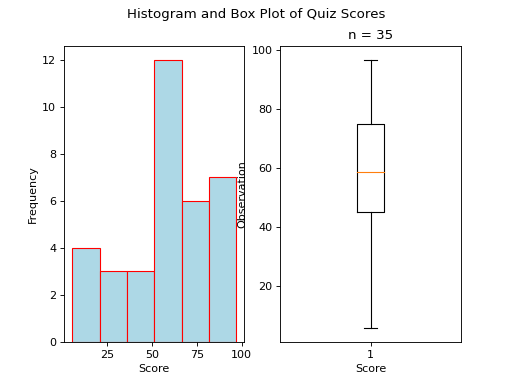 Histogram and Box Plot of Quiz Scores
n = 35
12
10
8
6
4
2
0
Frequency
25 50 75 100
Score
100
80
60
40
20
Observation
1
Score